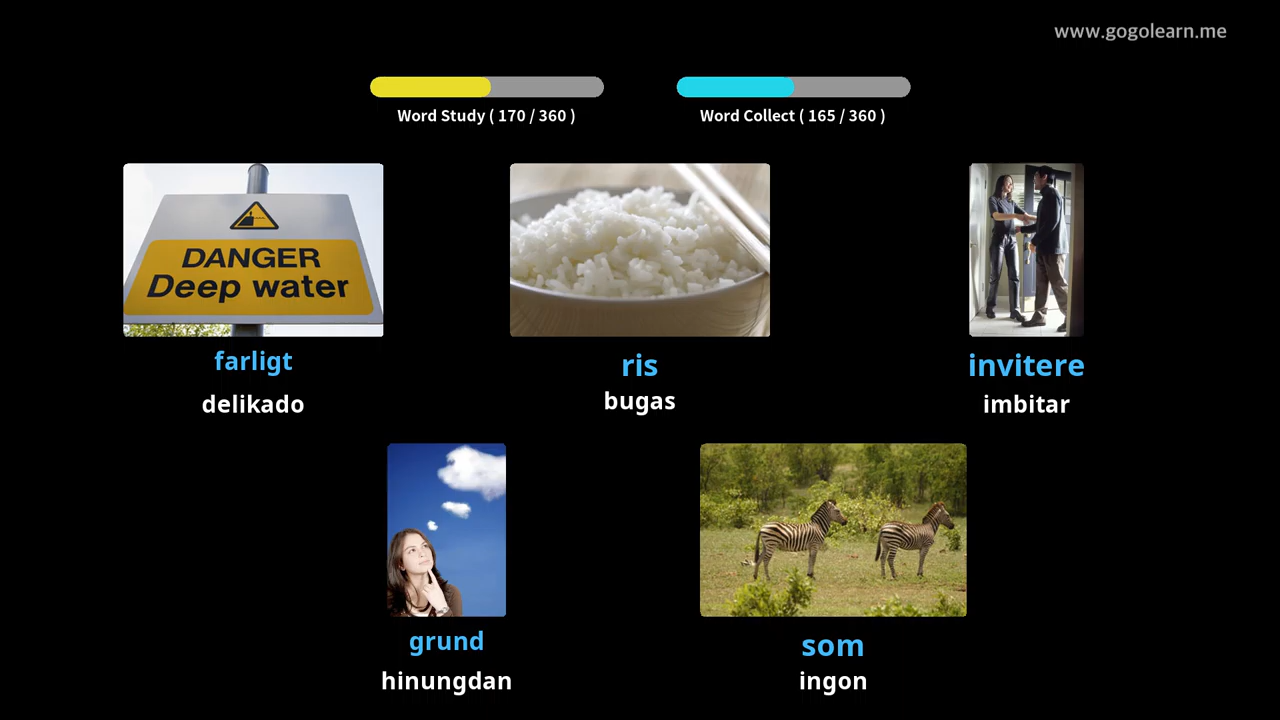 www.gogolearn.me
Word Study ( 170 / 360 )
Word Collect ( 165 / 360 )
DANGER
Deep water
farligt
delikado
ris
bugas
invitere
imbitar
grund
hinungdan
som
ingon